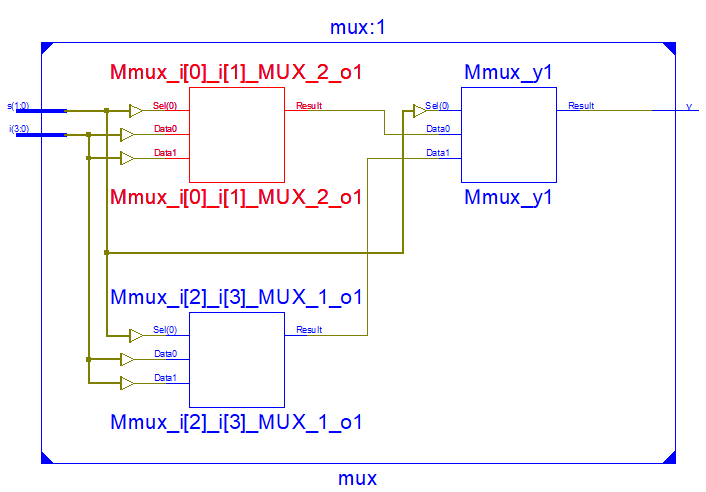 mux:1
Mmux_i[0]_i[1]_MUX_2_o1
Mmux_y1
s(1:0)
Sel(0)
Result
Sel(0)
Result
y
i(3:0)
Data0
Data0
Data1
Data1
Mmux_i[0]_i[1]_MUX_2_o1
Mmux_y1
Mmux_i[2]_i[3]_MUX_1_o1
Sel(0)
Result
Data0
Data1
Mmux_i[2]_i[3]_MUX_1_o1
mux